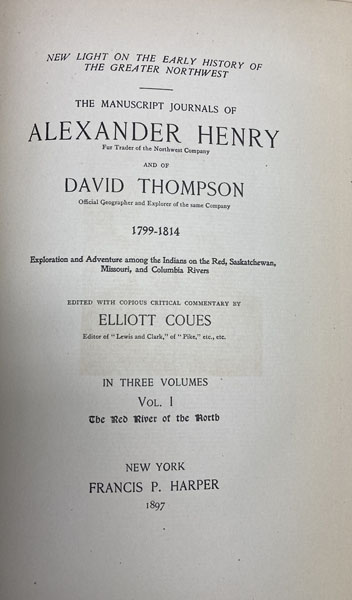 NEW LIGHT ON THE EARLY HISTORY OF
THE GREATER NORTHWEST
THE MANUSCRIPT JOURNALS OF
ALEXANDER HENRY
Fur Trader of the Northwest Company
AND OF
DAVID THOMPSON
Official Geographer and Explorer of the same Company
1799-1814
Exploration and Adventure among the Indians on the Red, Saskatchewan,
Missouri, and Columbia Rivers
EDITED WITH COPIOUS CRITICAL COMMENTARY BY
ELLIOTT COUES
Editor of "Lewis and Clark," of "Pike," etc., etc.
IN THREE VOLUMES
VOL. I
The Red River of the North
NEW YORK
FRANCIS P. HARPER
1897